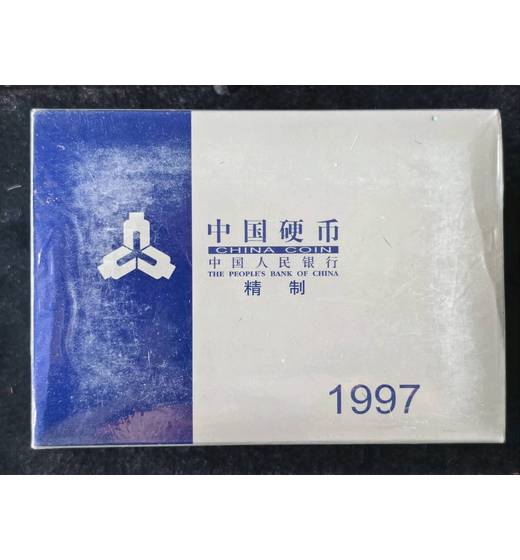 中国硬币
CHINA COIN
中国人民银行
THE PEOPLE'S BANK OF CHINA
精 制
1997